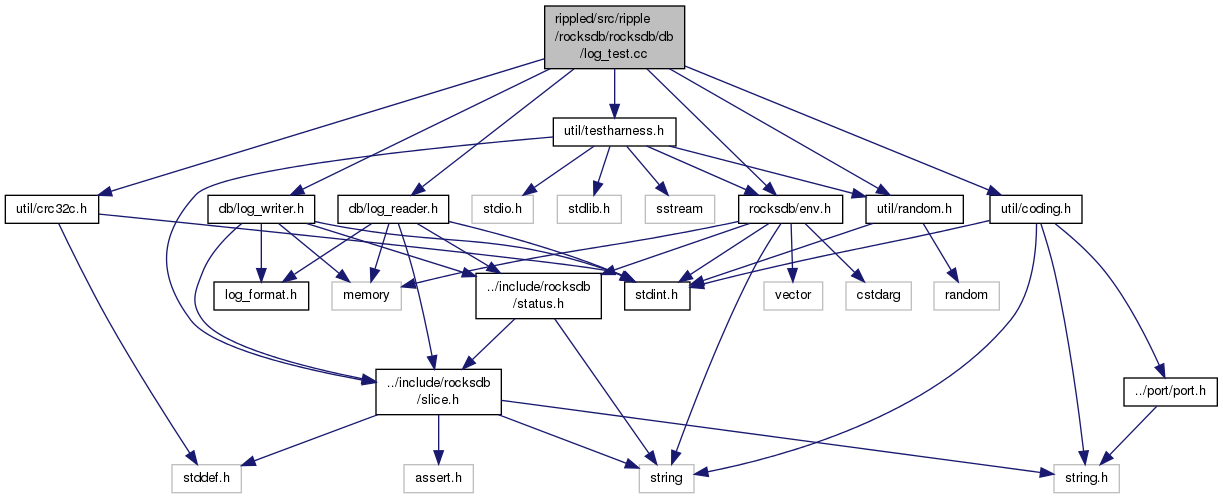 rippled/src/ripple
/rocksdb/rocksdb/db
/log_test.cc
util/testharness.h
util/crc32c.h
db/log_writer.h
db/log_reader.h
stdio.h
stdlib.h
sstream
rocksdb/env.h
util/random.h
util/coding.h
log_format.h
memory
../include/rocksdb
/status.h
stdint.h
vector
cstdarg
random
../include/rocksdb
/slice.h
../port/port.h
stddef.h
assert.h
string
string.h